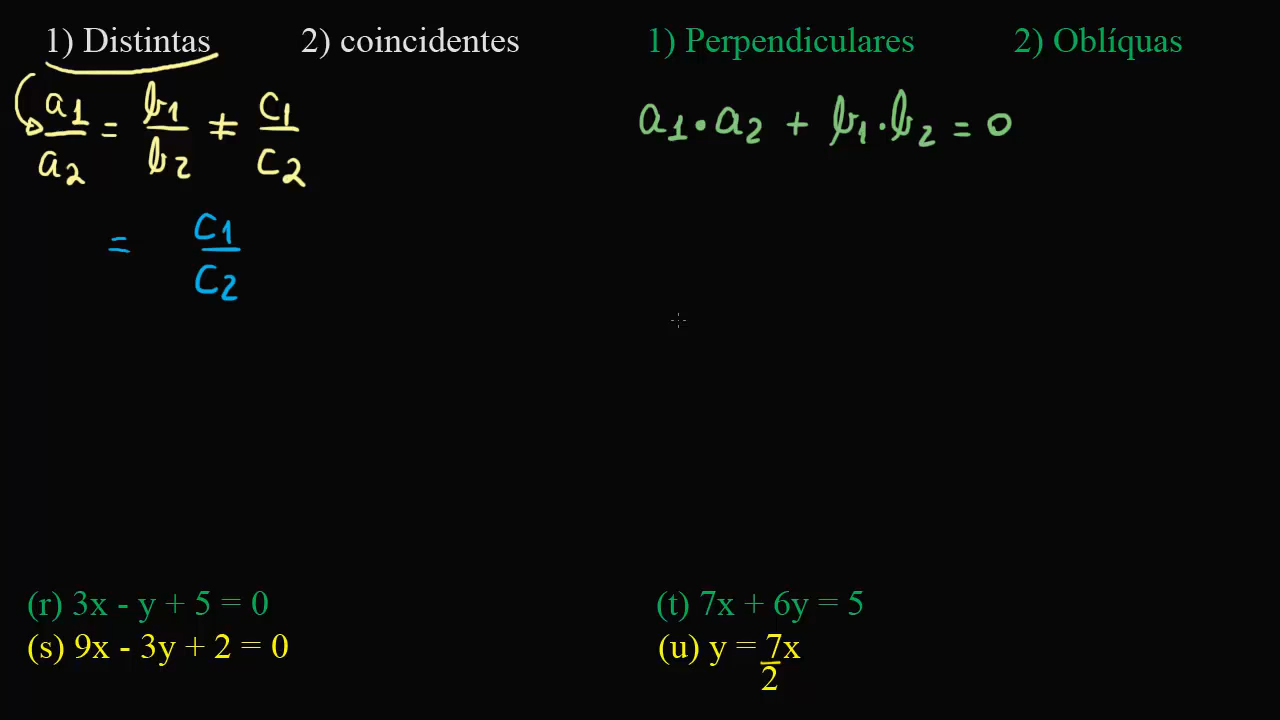 1) Distintas 2) coincidentes 1) Perpendiculares 2) Oblíquas
a1/a2 = b1/b2 ≠ c1/c2
a1 • a2 + b1 • b2 = 0
= c1/c2
(r) 3x - y + 5 = 0
(s) 9x - 3y + 2 = 0
(t) 7x + 6y = 5
(u) y = 7/2x